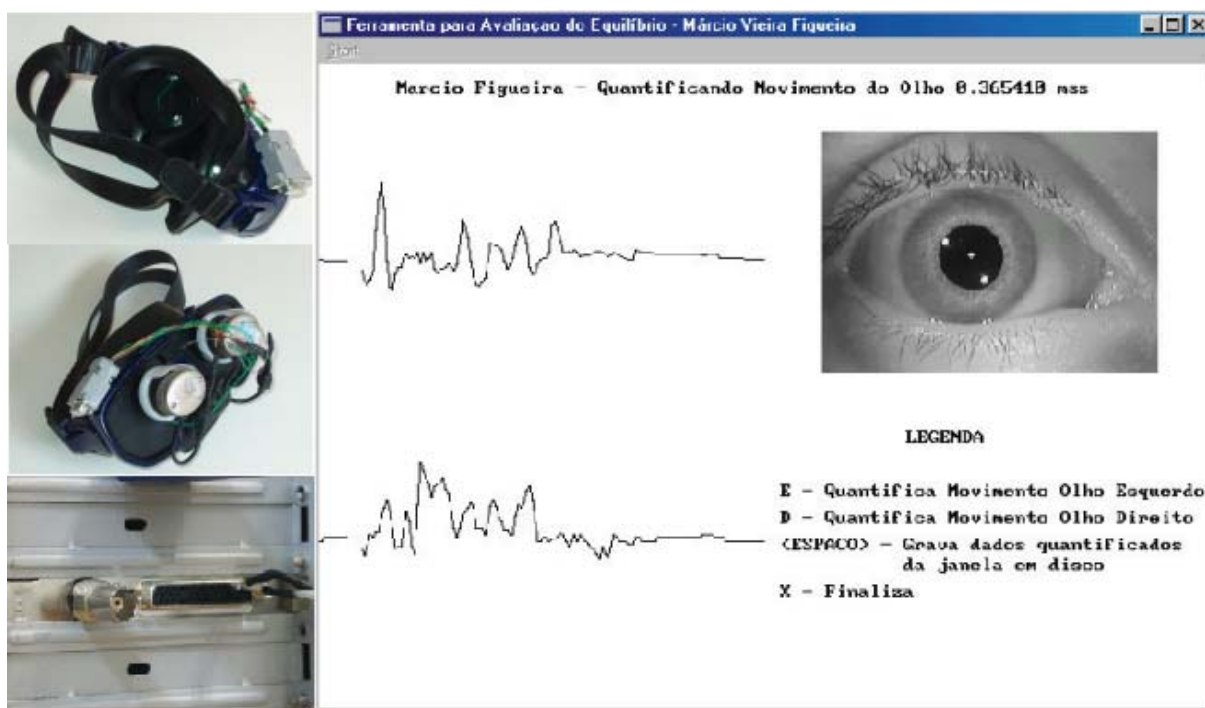 Ferramenta para Avaliaçao do Equilíbrio - Márcio Vieira Figueira
Start
Marcio Figueira - Quantificando Movimento do Olho 0.365410 mss
LEGENDA
E - Quantifica Movimento Olho Esquerdo
D - Quantifica Movimento Olho Direito
<ESPACO> - Grava dados quantificados
da janela em disco
X - Finaliza